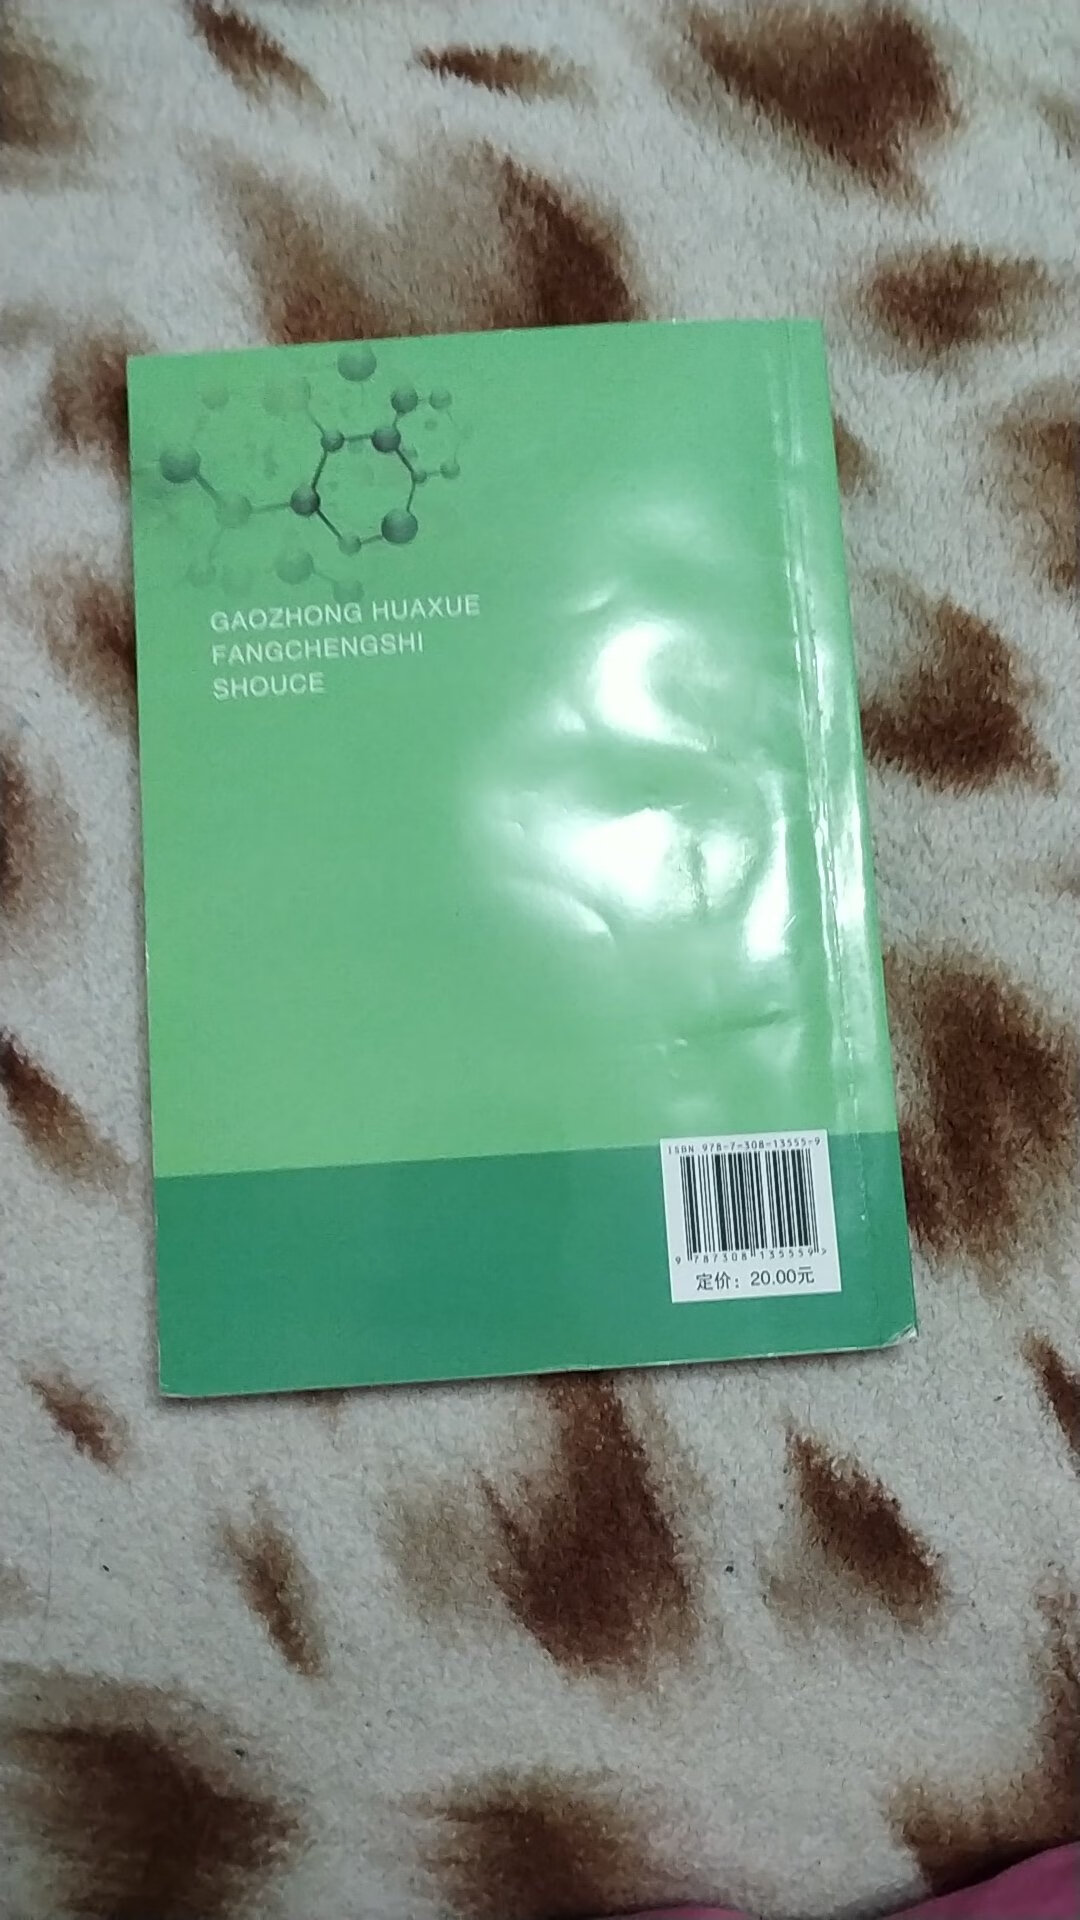 GAOZHONG HUAXUE
FANGCHENGSHI
SHOUCE
ISBN 978-7-308-13555-9
9 787308 135559 >
定价：20.00元